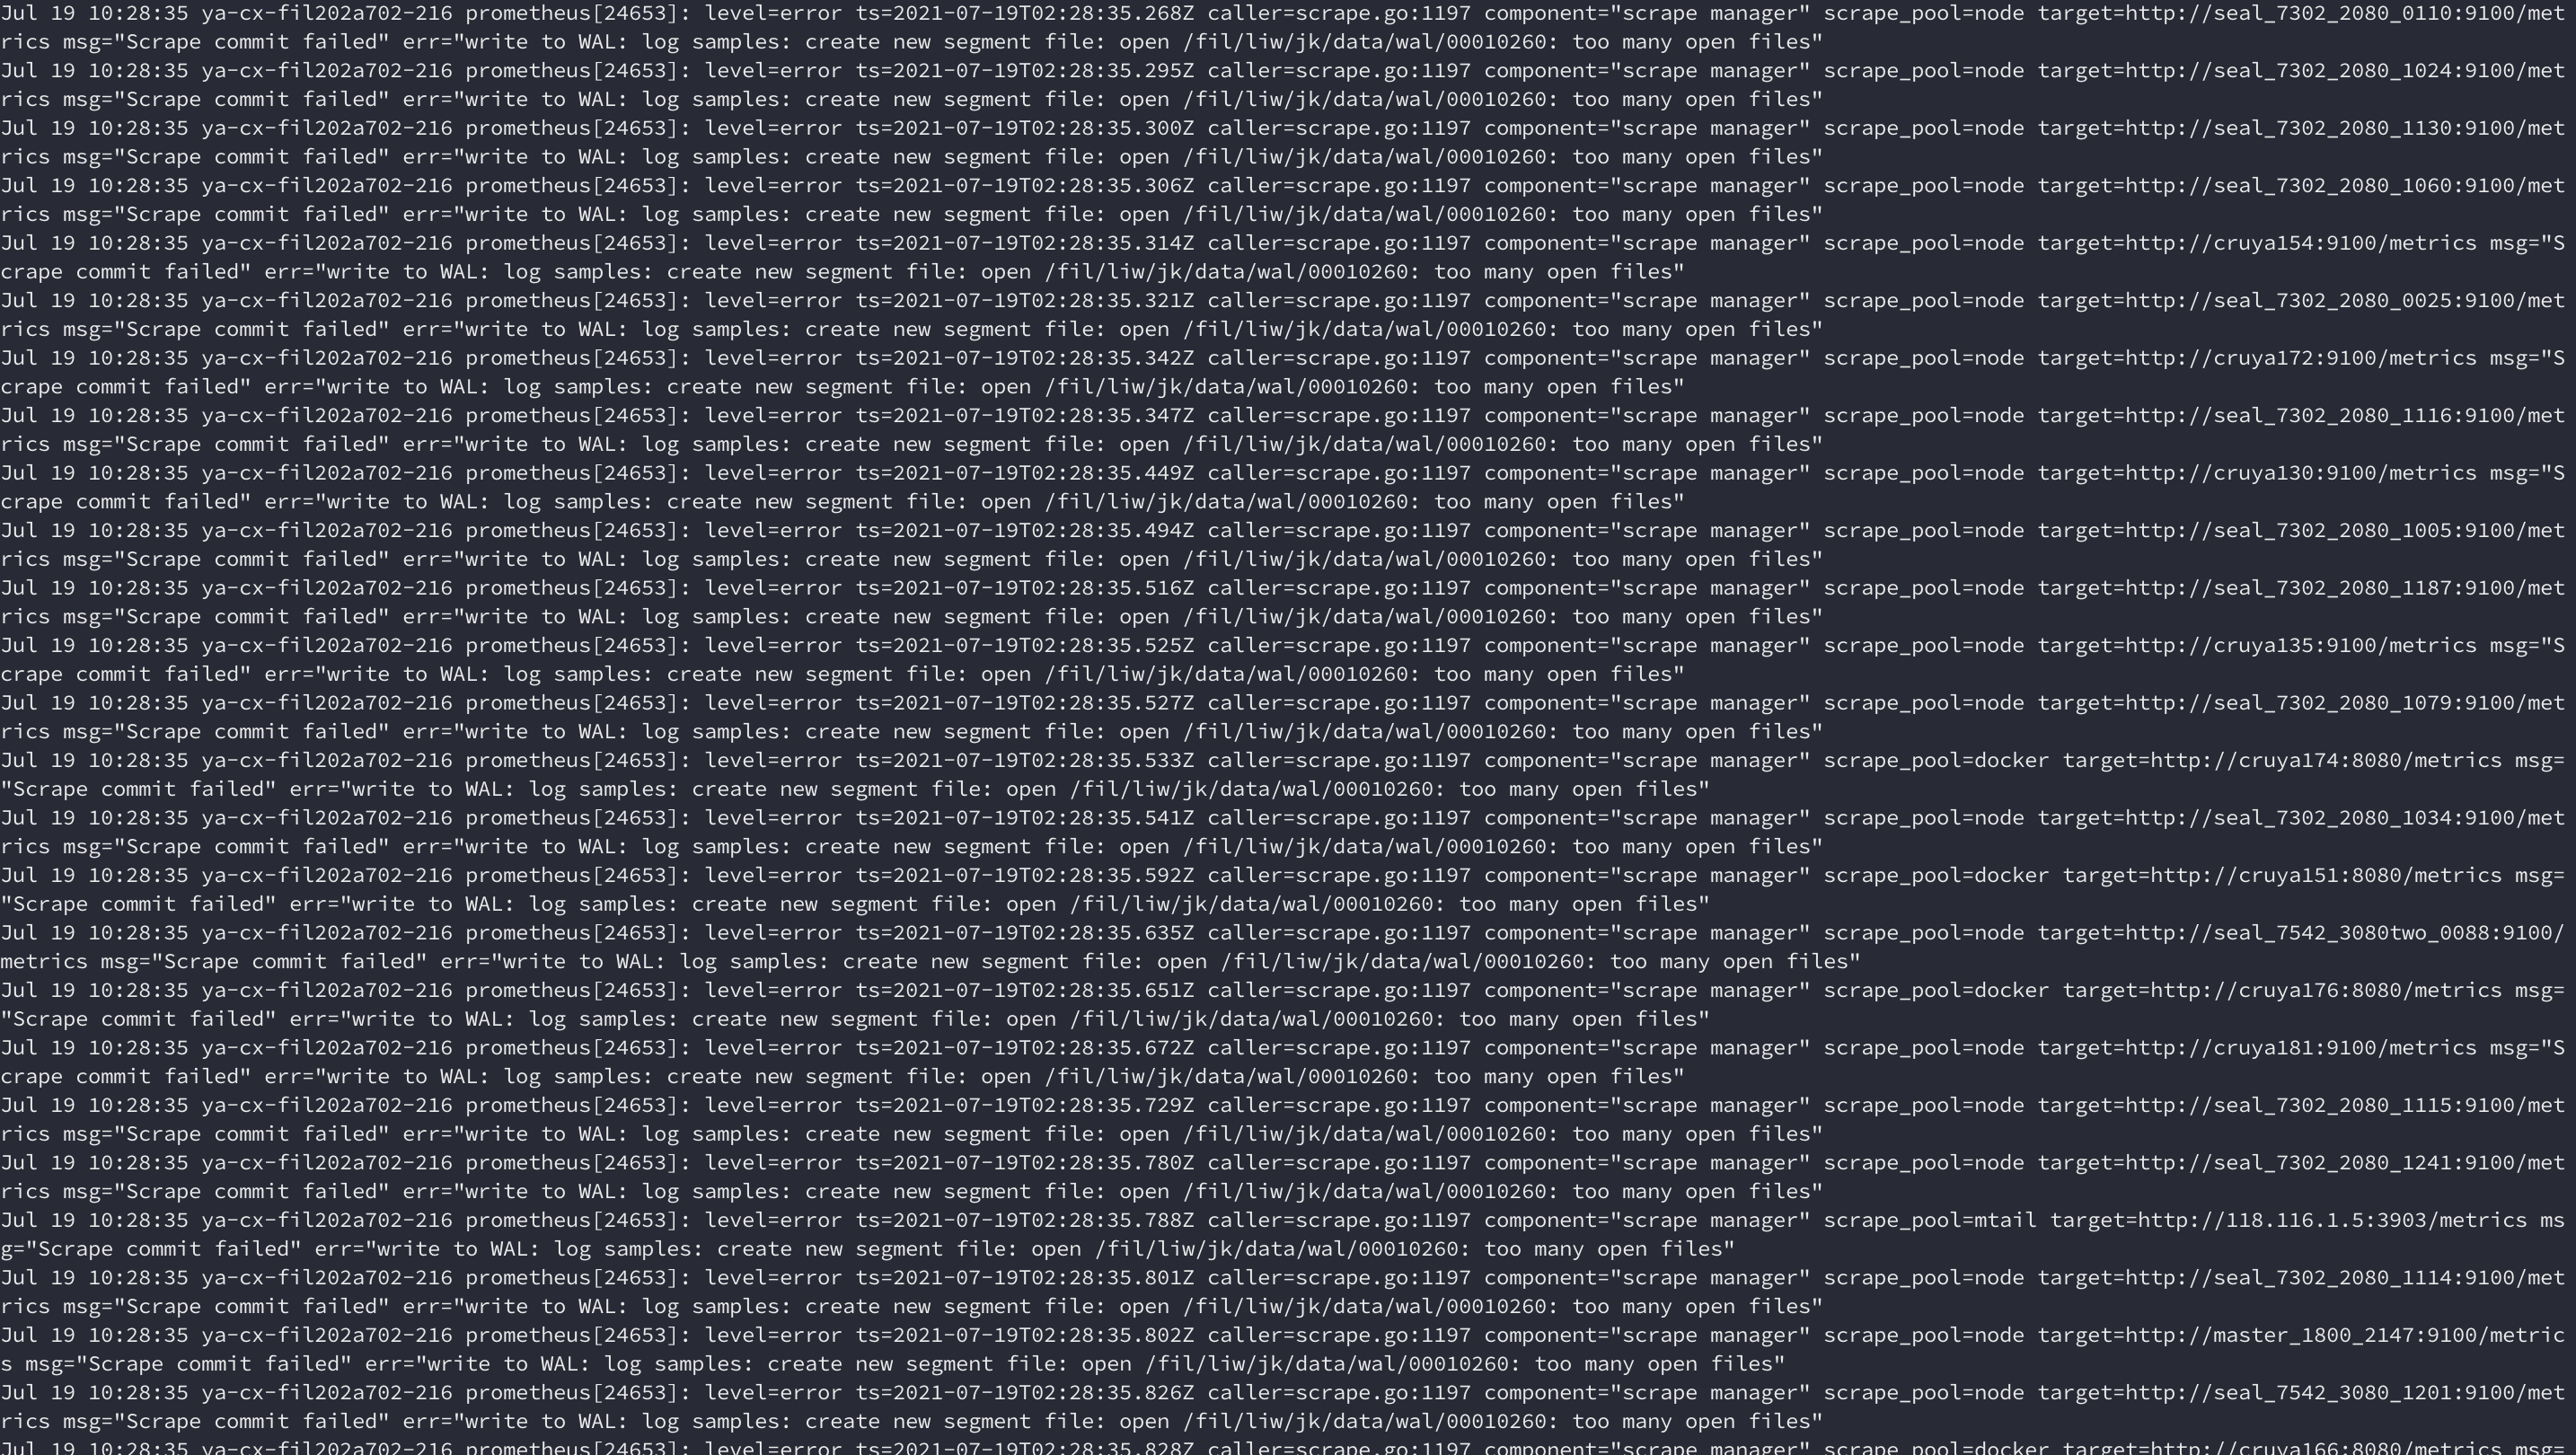 Jul 19 10:28:35 ya-cx-fil202a702-216 prometheus[24653]: level=error ts=2021-07-19T02:28:35.268Z caller=scrape.go:1197 component="scrape manager" scrape_pool=node target=http://seal_7302_2080_0110:9100/met
rics msg="Scrape commit failed" err="write to WAL: log samples: create new segment file: open /fil/liw/jk/data/wal/00010260: too many open files"
Jul 19 10:28:35 ya-cx-fil202a702-216 prometheus[24653]: level=error ts=2021-07-19T02:28:35.295Z caller=scrape.go:1197 component="scrape manager" scrape_pool=node target=http://seal_7302_2080_1024:9100/met
rics msg="Scrape commit failed" err="write to WAL: log samples: create new segment file: open /fil/liw/jk/data/wal/00010260: too many open files"
Jul 19 10:28:35 ya-cx-fil202a702-216 prometheus[24653]: level=error ts=2021-07-19T02:28:35.300Z caller=scrape.go:1197 component="scrape manager" scrape_pool=node target=http://seal_7302_2080_1130:9100/met
rics msg="Scrape commit failed" err="write to WAL: log samples: create new segment file: open /fil/liw/jk/data/wal/00010260: too many open files"
Jul 19 10:28:35 ya-cx-fil202a702-216 prometheus[24653]: level=error ts=2021-07-19T02:28:35.306Z caller=scrape.go:1197 component="scrape manager" scrape_pool=node target=http://seal_7302_2080_1060:9100/met
rics msg="Scrape commit failed" err="write to WAL: log samples: create new segment file: open /fil/liw/jk/data/wal/00010260: too many open files"
Jul 19 10:28:35 ya-cx-fil202a702-216 prometheus[24653]: level=error ts=2021-07-19T02:28:35.314Z caller=scrape.go:1197 component="scrape manager" scrape_pool=node target=http://cruya154:9100/metrics msg="S
crape commit failed" err="write to WAL: log samples: create new segment file: open /fil/liw/jk/data/wal/00010260: too many open files"
Jul 19 10:28:35 ya-cx-fil202a702-216 prometheus[24653]: level=error ts=2021-07-19T02:28:35.321Z caller=scrape.go:1197 component="scrape manager" scrape_pool=node target=http://seal_7302_2080_0025:9100/met
rics msg="Scrape commit failed" err="write to WAL: log samples: create new segment file: open /fil/liw/jk/data/wal/00010260: too many open files"
Jul 19 10:28:35 ya-cx-fil202a702-216 prometheus[24653]: level=error ts=2021-07-19T02:28:35.342Z caller=scrape.go:1197 component="scrape manager" scrape_pool=node target=http://cruya172:9100/metrics msg="S
crape commit failed" err="write to WAL: log samples: create new segment file: open /fil/liw/jk/data/wal/00010260: too many open files"
Jul 19 10:28:35 ya-cx-fil202a702-216 prometheus[24653]: level=error ts=2021-07-19T02:28:35.347Z caller=scrape.go:1197 component="scrape manager" scrape_pool=node target=http://seal_7302_2080_1116:9100/met
rics msg="Scrape commit failed" err="write to WAL: log samples: create new segment file: open /fil/liw/jk/data/wal/00010260: too many open files"
Jul 19 10:28:35 ya-cx-fil202a702-216 prometheus[24653]: level=error ts=2021-07-19T02:28:35.449Z caller=scrape.go:1197 component="scrape manager" scrape_pool=node target=http://cruya130:9100/metrics msg="S
crape commit failed" err="write to WAL: log samples: create new segment file: open /fil/liw/jk/data/wal/00010260: too many open files"
Jul 19 10:28:35 ya-cx-fil202a702-216 prometheus[24653]: level=error ts=2021-07-19T02:28:35.494Z caller=scrape.go:1197 component="scrape manager" scrape_pool=node target=http://seal_7302_2080_1005:9100/met
rics msg="Scrape commit failed" err="write to WAL: log samples: create new segment file: open /fil/liw/jk/data/wal/00010260: too many open files"
Jul 19 10:28:35 ya-cx-fil202a702-216 prometheus[24653]: level=error ts=2021-07-19T02:28:35.516Z caller=scrape.go:1197 component="scrape manager" scrape_pool=node target=http://seal_7302_2080_1187:9100/met
rics msg="Scrape commit failed" err="write to WAL: log samples: create new segment file: open /fil/liw/jk/data/wal/00010260: too many open files"
Jul 19 10:28:35 ya-cx-fil202a702-216 prometheus[24653]: level=error ts=2021-07-19T02:28:35.525Z caller=scrape.go:1197 component="scrape manager" scrape_pool=node target=http://cruya135:9100/metrics msg="S
crape commit failed" err="write to WAL: log samples: create new segment file: open /fil/liw/jk/data/wal/00010260: too many open files"
Jul 19 10:28:35 ya-cx-fil202a702-216 prometheus[24653]: level=error ts=2021-07-19T02:28:35.527Z caller=scrape.go:1197 component="scrape manager" scrape_pool=node target=http://seal_7302_2080_1079:9100/met
rics msg="Scrape commit failed" err="write to WAL: log samples: create new segment file: open /fil/liw/jk/data/wal/00010260: too many open files"
Jul 19 10:28:35 ya-cx-fil202a702-216 prometheus[24653]: level=error ts=2021-07-19T02:28:35.533Z caller=scrape.go:1197 component="scrape manager" scrape_pool=docker target=http://cruya174:8080/metrics msg=
"Scrape commit failed" err="write to WAL: log samples: create new segment file: open /fil/liw/jk/data/wal/00010260: too many open files"
Jul 19 10:28:35 ya-cx-fil202a702-216 prometheus[24653]: level=error ts=2021-07-19T02:28:35.541Z caller=scrape.go:1197 component="scrape manager" scrape_pool=node target=http://seal_7302_2080_1034:9100/met
rics msg="Scrape commit failed" err="write to WAL: log samples: create new segment file: open /fil/liw/jk/data/wal/00010260: too many open files"
Jul 19 10:28:35 ya-cx-fil202a702-216 prometheus[24653]: level=error ts=2021-07-19T02:28:35.592Z caller=scrape.go:1197 component="scrape manager" scrape_pool=docker target=http://cruya151:8080/metrics msg=
"Scrape commit failed" err="write to WAL: log samples: create new segment file: open /fil/liw/jk/data/wal/00010260: too many open files"
Jul 19 10:28:35 ya-cx-fil202a702-216 prometheus[24653]: level=error ts=2021-07-19T02:28:35.635Z caller=scrape.go:1197 component="scrape manager" scrape_pool=node target=http://seal_7542_3080two_0088:9100/
metrics msg="Scrape commit failed" err="write to WAL: log samples: create new segment file: open /fil/liw/jk/data/wal/00010260: too many open files"
Jul 19 10:28:35 ya-cx-fil202a702-216 prometheus[24653]: level=error ts=2021-07-19T02:28:35.651Z caller=scrape.go:1197 component="scrape manager" scrape_pool=docker target=http://cruya176:8080/metrics msg=
"Scrape commit failed" err="write to WAL: log samples: create new segment file: open /fil/liw/jk/data/wal/00010260: too many open files"
Jul 19 10:28:35 ya-cx-fil202a702-216 prometheus[24653]: level=error ts=2021-07-19T02:28:35.672Z caller=scrape.go:1197 component="scrape manager" scrape_pool=node target=http://cruya181:9100/metrics msg="S
crape commit failed" err="write to WAL: log samples: create new segment file: open /fil/liw/jk/data/wal/00010260: too many open files"
Jul 19 10:28:35 ya-cx-fil202a702-216 prometheus[24653]: level=error ts=2021-07-19T02:28:35.729Z caller=scrape.go:1197 component="scrape manager" scrape_pool=node target=http://seal_7302_2080_1115:9100/met
rics msg="Scrape commit failed" err="write to WAL: log samples: create new segment file: open /fil/liw/jk/data/wal/00010260: too many open files"
Jul 19 10:28:35 ya-cx-fil202a702-216 prometheus[24653]: level=error ts=2021-07-19T02:28:35.780Z caller=scrape.go:1197 component="scrape manager" scrape_pool=node target=http://seal_7302_2080_1241:9100/met
rics msg="Scrape commit failed" err="write to WAL: log samples: create new segment file: open /fil/liw/jk/data/wal/00010260: too many open files"
Jul 19 10:28:35 ya-cx-fil202a702-216 prometheus[24653]: level=error ts=2021-07-19T02:28:35.788Z caller=scrape.go:1197 component="scrape manager" scrape_pool=mtail target=http://118.116.1.5:3903/metrics ms
g="Scrape commit failed" err="write to WAL: log samples: create new segment file: open /fil/liw/jk/data/wal/00010260: too many open files"
Jul 19 10:28:35 ya-cx-fil202a702-216 prometheus[24653]: level=error ts=2021-07-19T02:28:35.801Z caller=scrape.go:1197 component="scrape manager" scrape_pool=node target=http://seal_7302_2080_1114:9100/met
rics msg="Scrape commit failed" err="write to WAL: log samples: create new segment file: open /fil/liw/jk/data/wal/00010260: too many open files"
Jul 19 10:28:35 ya-cx-fil202a702-216 prometheus[24653]: level=error ts=2021-07-19T02:28:35.802Z caller=scrape.go:1197 component="scrape manager" scrape_pool=node target=http://master_1800_2147:9100/metric
s msg="Scrape commit failed" err="write to WAL: log samples: create new segment file: open /fil/liw/jk/data/wal/00010260: too many open files"
Jul 19 10:28:35 ya-cx-fil202a702-216 prometheus[24653]: level=error ts=2021-07-19T02:28:35.826Z caller=scrape.go:1197 component="scrape manager" scrape_pool=node target=http://seal_7542_3080_1201:9100/met
rics msg="Scrape commit failed" err="write to WAL: log samples: create new segment file: open /fil/liw/jk/data/wal/00010260: too many open files"
Jul 19 10:28:35 ya-cx-fil202a702-216 prometheus[24653]: level=error ts=2021-07-19T02:28:35.828Z caller=scrape.go:1197 component="scrape manager" scrape_pool=docker target=http://cruya166:8080/metrics msg=